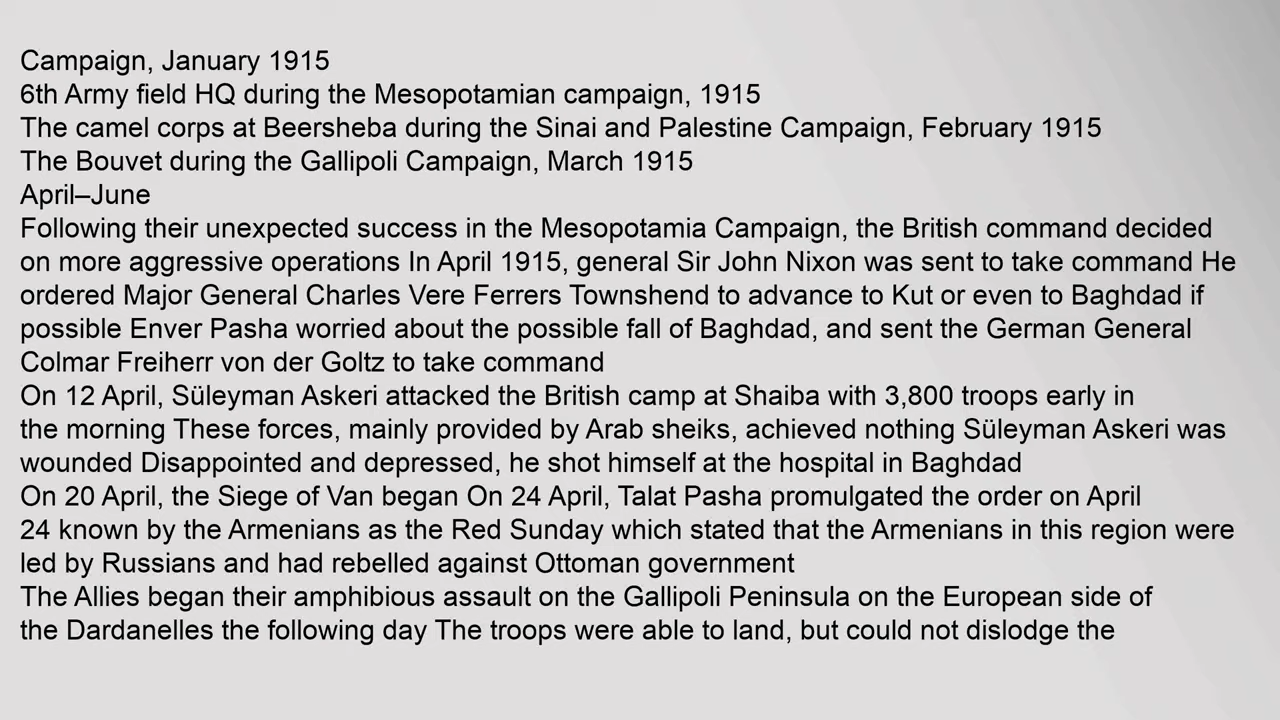 Campaign, January 1915
6th Army field HQ during the Mesopotamian campaign, 1915
The camel corps at Beersheba during the Sinai and Palestine Campaign, February 1915
The Bouvet during the Gallipoli Campaign, March 1915
April–June
Following their unexpected success in the Mesopotamia Campaign, the British command decided
on more aggressive operations In April 1915, general Sir John Nixon was sent to take command He
ordered Major General Charles Vere Ferrers Townshend to advance to Kut or even to Baghdad if
possible Enver Pasha worried about the possible fall of Baghdad, and sent the German General
Colmar Freiherr von der Goltz to take command
On 12 April, Süleyman Askeri attacked the British camp at Shaiba with 3,800 troops early in
the morning These forces, mainly provided by Arab sheiks, achieved nothing Süleyman Askeri was
wounded Disappointed and depressed, he shot himself at the hospital in Baghdad
On 20 April, the Siege of Van began On 24 April, Talat Pasha promulgated the order on April
24 known by the Armenians as the Red Sunday which stated that the Armenians in this region were
led by Russians and had rebelled against Ottoman government
The Allies began their amphibious assault on the Gallipoli Peninsula on the European side of
the Dardanelles the following day The troops were able to land, but could not dislodge the